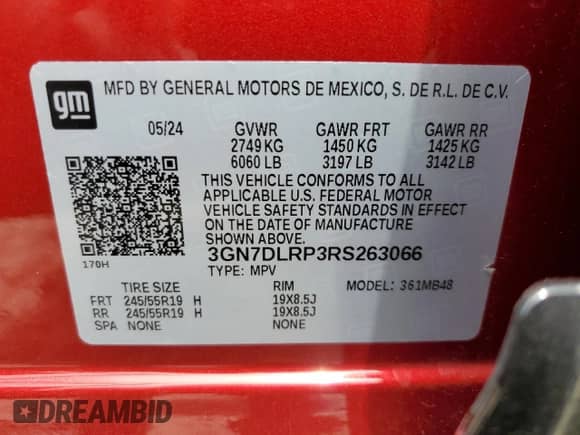 gm MFD BY GENERAL MOTORS DE MEXICO, S. DE R.L. DE C.V.
05/24 GVWR GAWR FRT GAWR RR
2749 KG 1450 KG 1425 KG
6060 LB 3197 LB 3142 LB
THIS VEHICLE CONFORMS TO ALL
APPLICABLE U.S. FEDERAL MOTOR
VEHICLE SAFETY STANDARDS IN EFFECT
ON THE DATE OF MANUFACTURE
SHOWN ABOVE.
3GN7DLRP3RS263066
170H TYPE: MPV
TIRE SIZE RIM MODEL: 361MB48
FRT 245/55R19 H 19X8.5J
RR 245/55R19 H 19X8.5J
SPA NONE NONE
DREAMBID